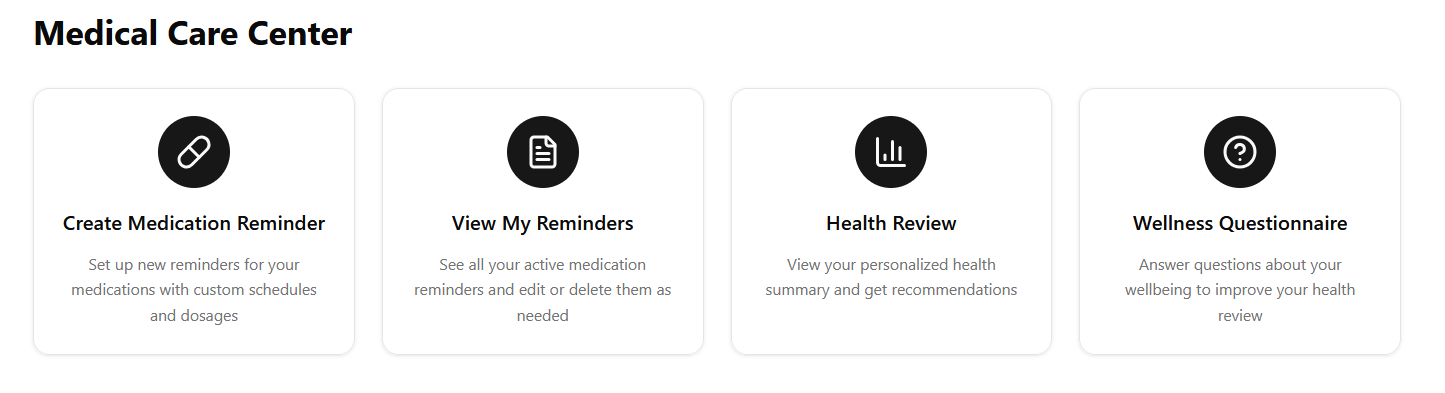 Medical Care Center
Create Medication Reminder
Set up new reminders for your
medications with custom schedules
and dosages
View My Reminders
See all your active medication
reminders and edit or delete them as
needed
Health Review
View your personalized health
summary and get recommendations
Wellness Questionnaire
Answer questions about your
wellbeing to improve your health
review